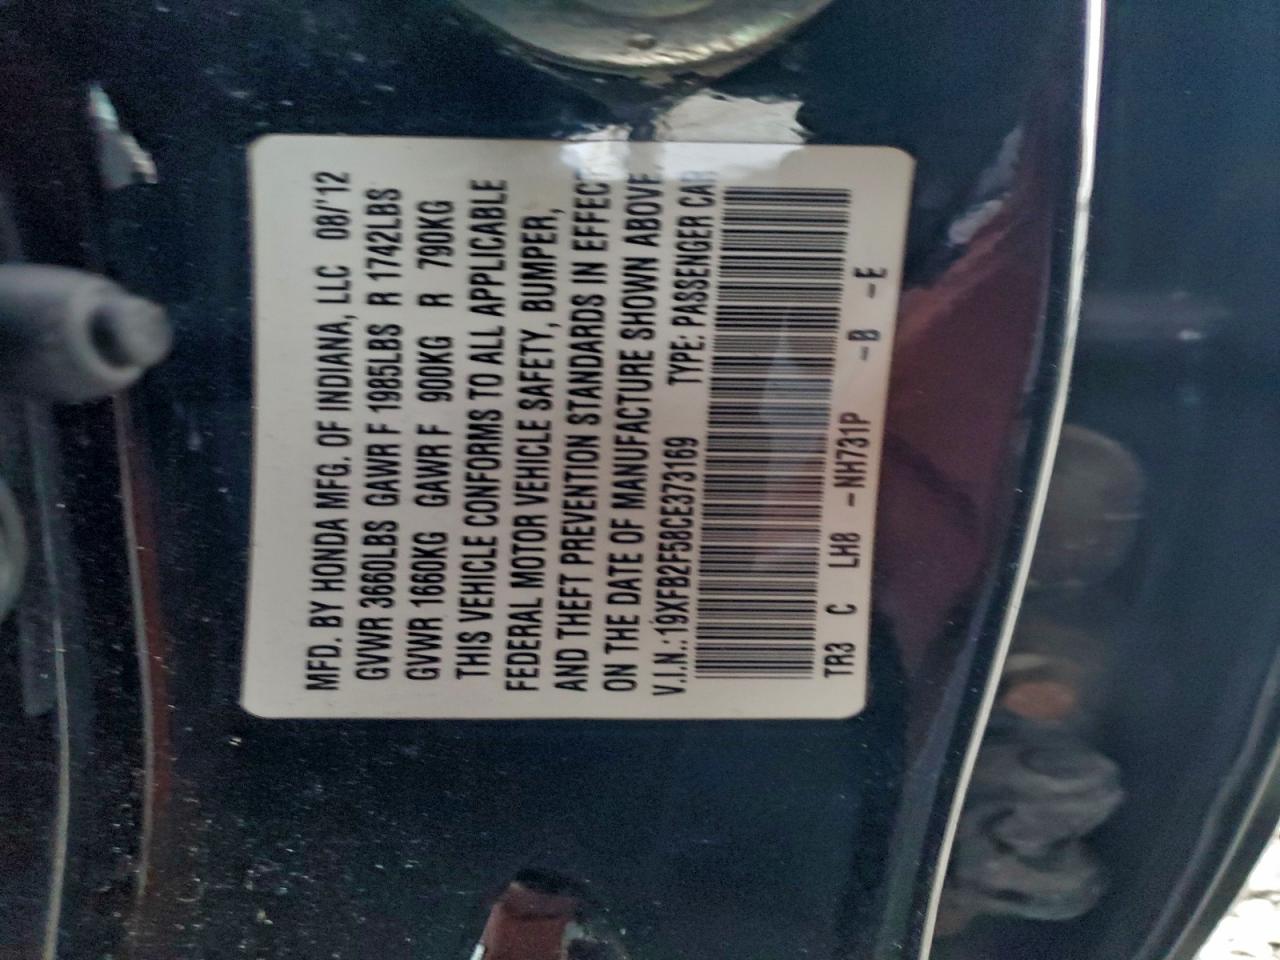 MFD. BY HONDA MFG. OF INDIANA, LLC 08/'12
GVWR 3660LBS GAWR F 1985LBS R 1742LBS
GVWR 1660KG GAWR F 900KG R 790KG
THIS VEHICLE CONFORMS TO ALL APPLICABLE
FEDERAL MOTOR VEHICLE SAFETY, BUMPER,
AND THEFT PREVENTION STANDARDS IN EFFECT
ON THE DATE OF MANUFACTURE SHOWN ABOVE.
V.I.N.:19XFB2F58CE373169 TYPE: PASSENGER CAR
TR3 C LH8 -NH731P -B -E